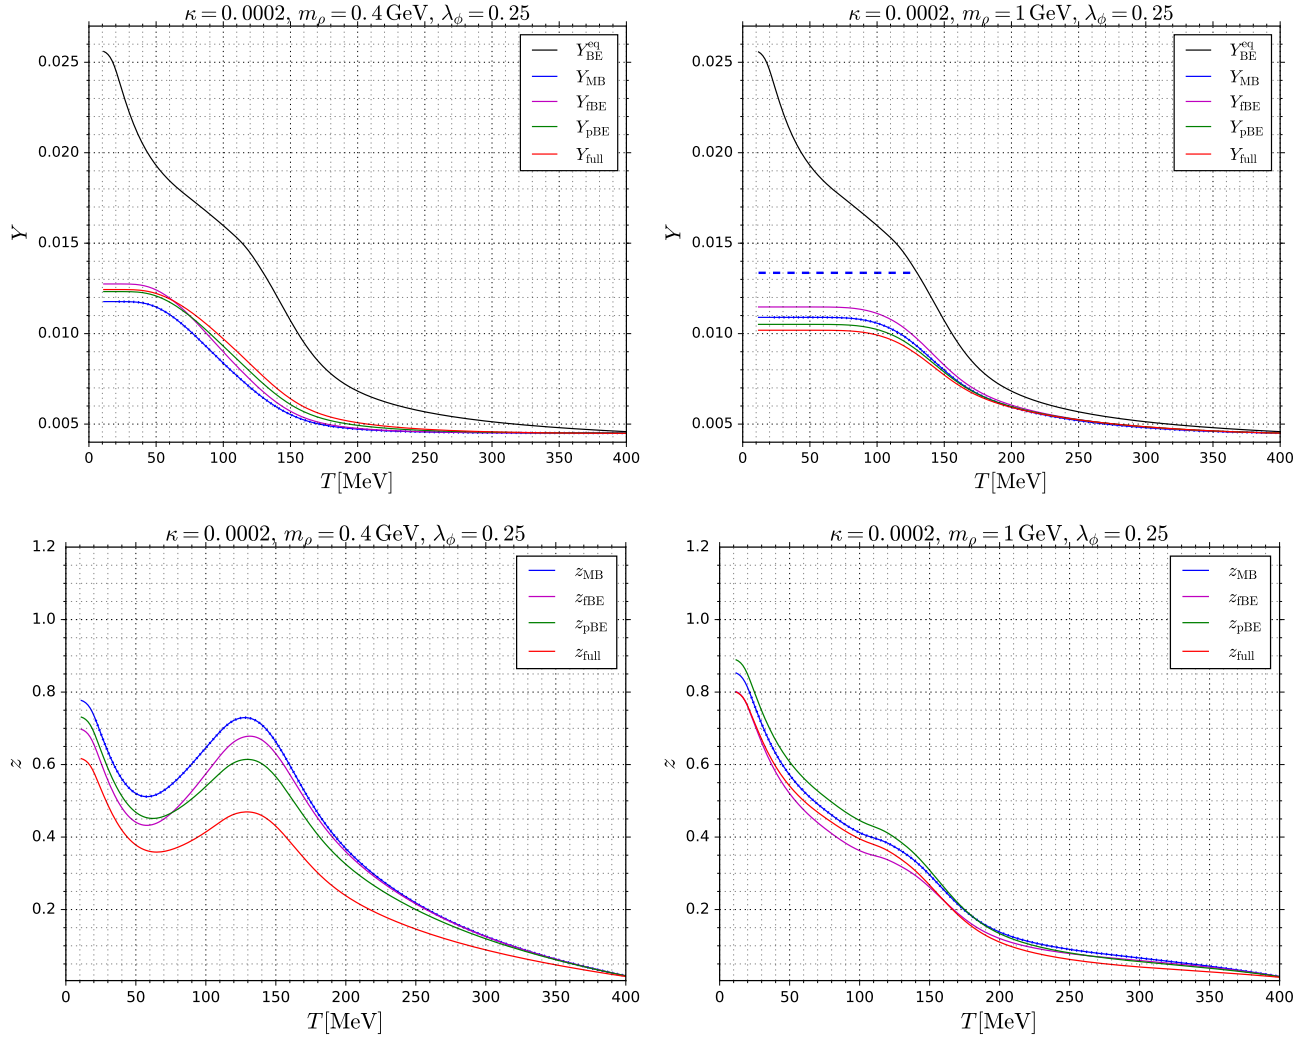 κ = 0.0002, m_ρ = 0.4 GeV, λ_ϕ = 0.25
0.025
0.020
0.015
0.010
0.005
Y
0 50 100 150 200 250 300 350 400
T[MeV]
Y_BE^eq
Y_MB
Y_fBE
Y_pBE
Y_full
κ = 0.0002, m_ρ = 1 GeV, λ_ϕ = 0.25
0.025
0.020
0.015
0.010
0.005
Y
0 50 100 150 200 250 300 350 400
T[MeV]
Y_BE^eq
Y_MB
Y_fBE
Y_pBE
Y_full
κ = 0.0002, m_ρ = 0.4 GeV, λ_ϕ = 0.25
1.2
1.0
0.8
0.6
0.4
0.2
z
0 50 100 150 200 250 300 350 400
T[MeV]
z_MB
z_fBE
z_pBE
z_full
κ = 0.0002, m_ρ = 1 GeV, λ_ϕ = 0.25
1.2
1.0
0.8
0.6
0.4
0.2
z
0 50 100 150 200 250 300 350 400
T[MeV]
z_MB
z_fBE
z_pBE
z_full